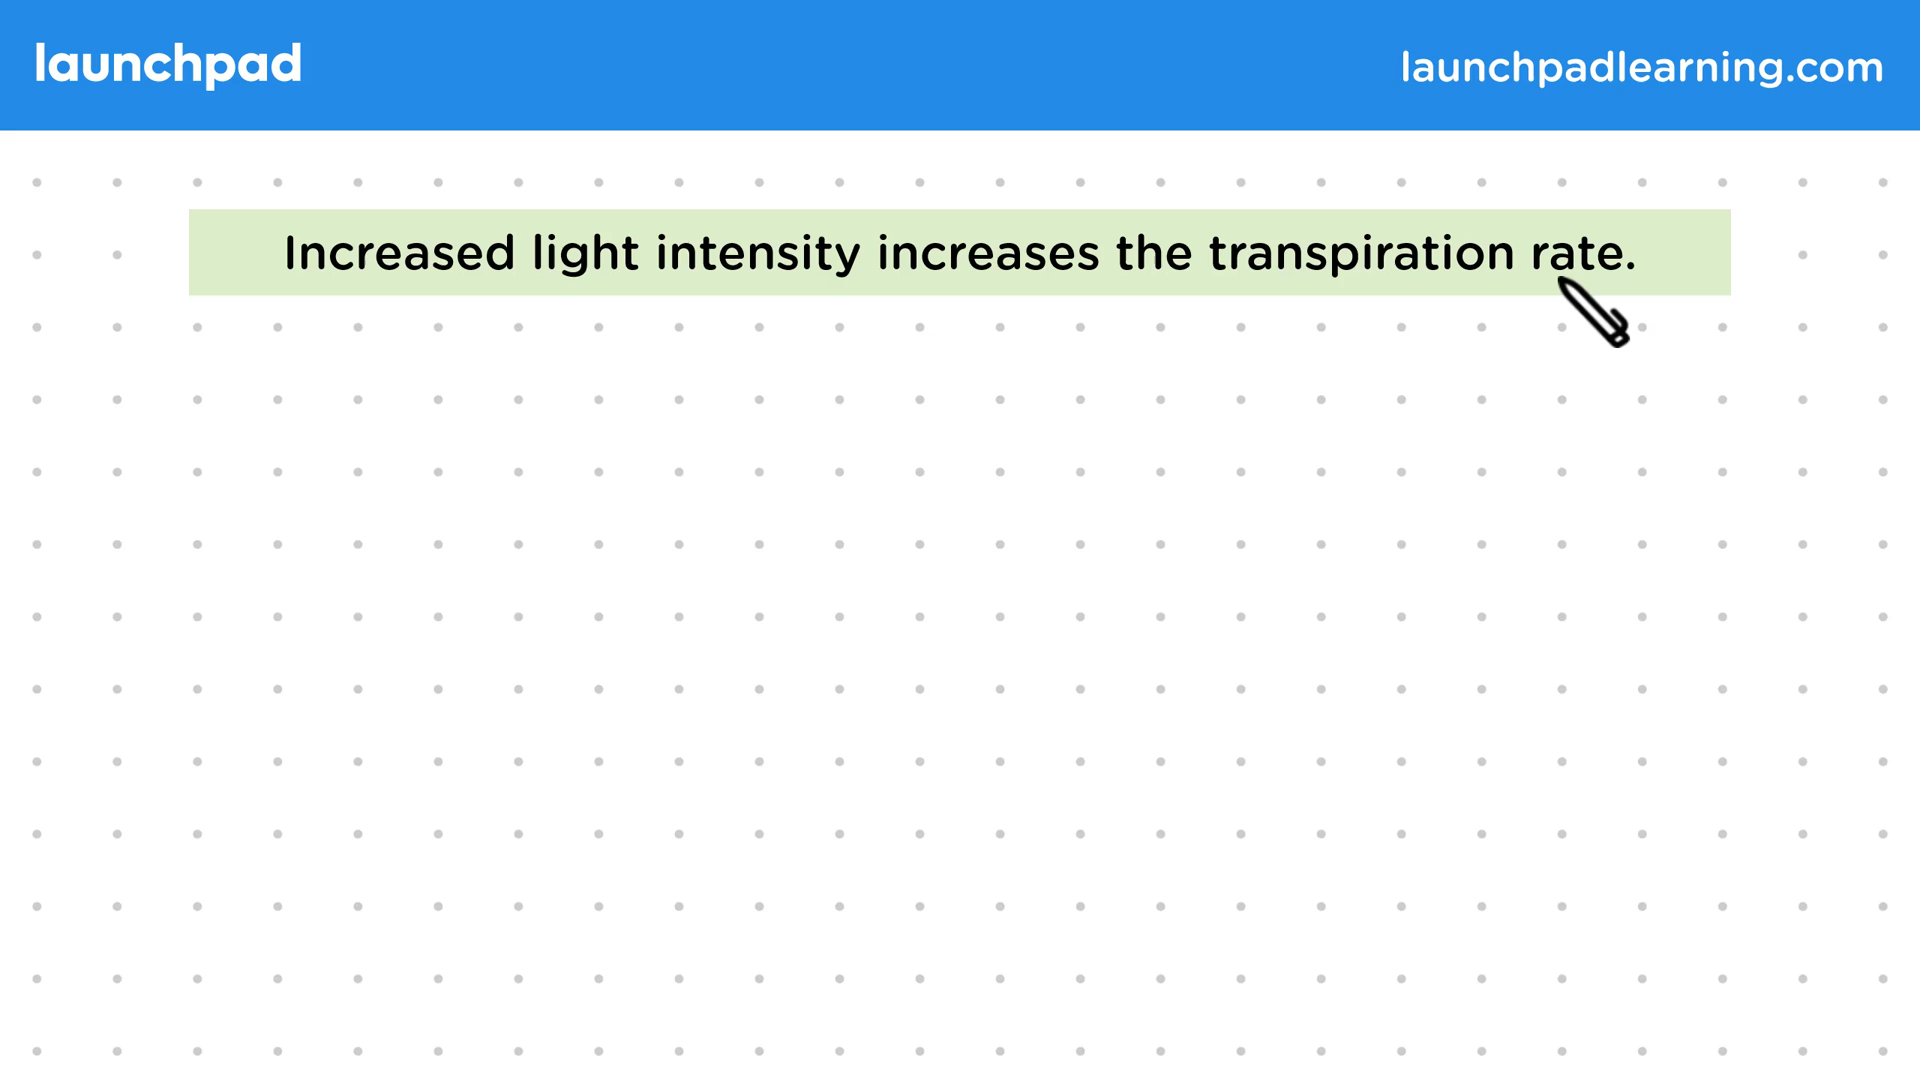 launchpad
launchpadlearning.com
Increased light intensity increases the transpiration rate.